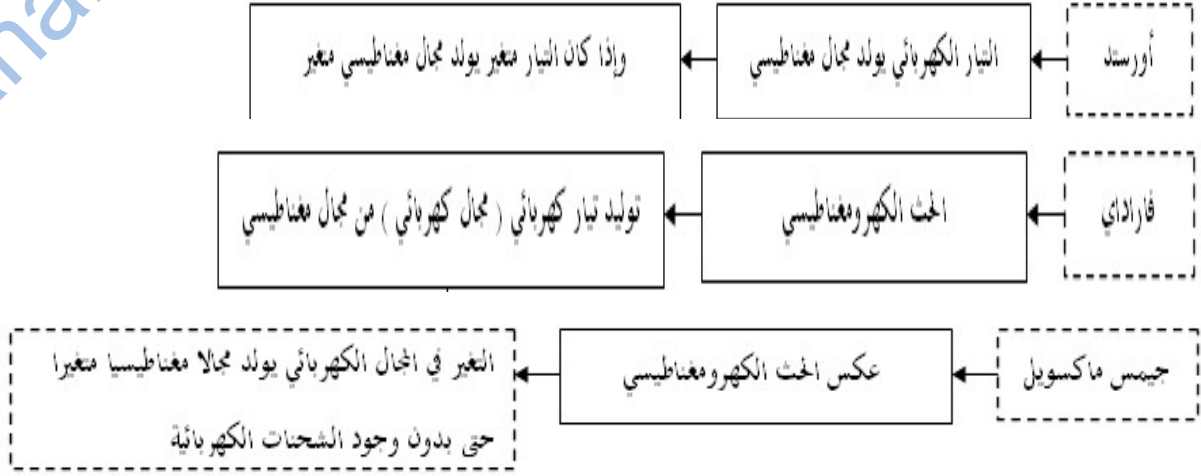 أورستد
التيار الكهربائي يولد مجال مغناطيسي
وإذا كان التيار متغير يولد مجال مغناطيسي متغير
فاراداي
الحث الكهرومغناطيسي
توليد تيار كهربائي ( مجال كهربائي ) من مجال مغناطيسي
جيمس ماكسويل
عكس الحث الكهرومغناطيسي
التغير في المجال الكهربائي يولد مجالا مغناطيسيا متغيرا
حتى بدون وجود الشحنات الكهربائية